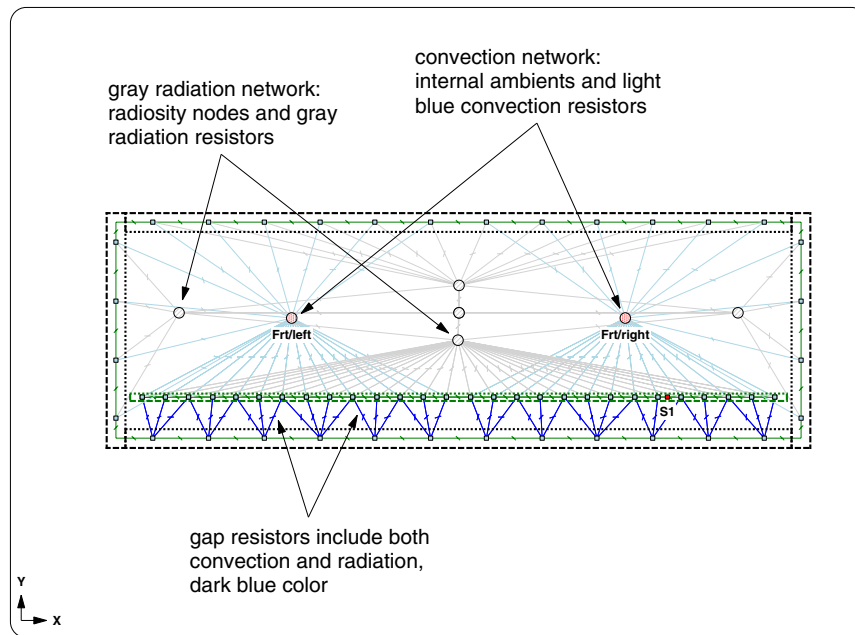 convection network:
internal ambients and light
blue convection resistors
gray radiation network:
radiosity nodes and gray
radiation resistors
Frt/left
Frt/right
S1
gap resistors include both
convection and radiation,
dark blue color
Y
X